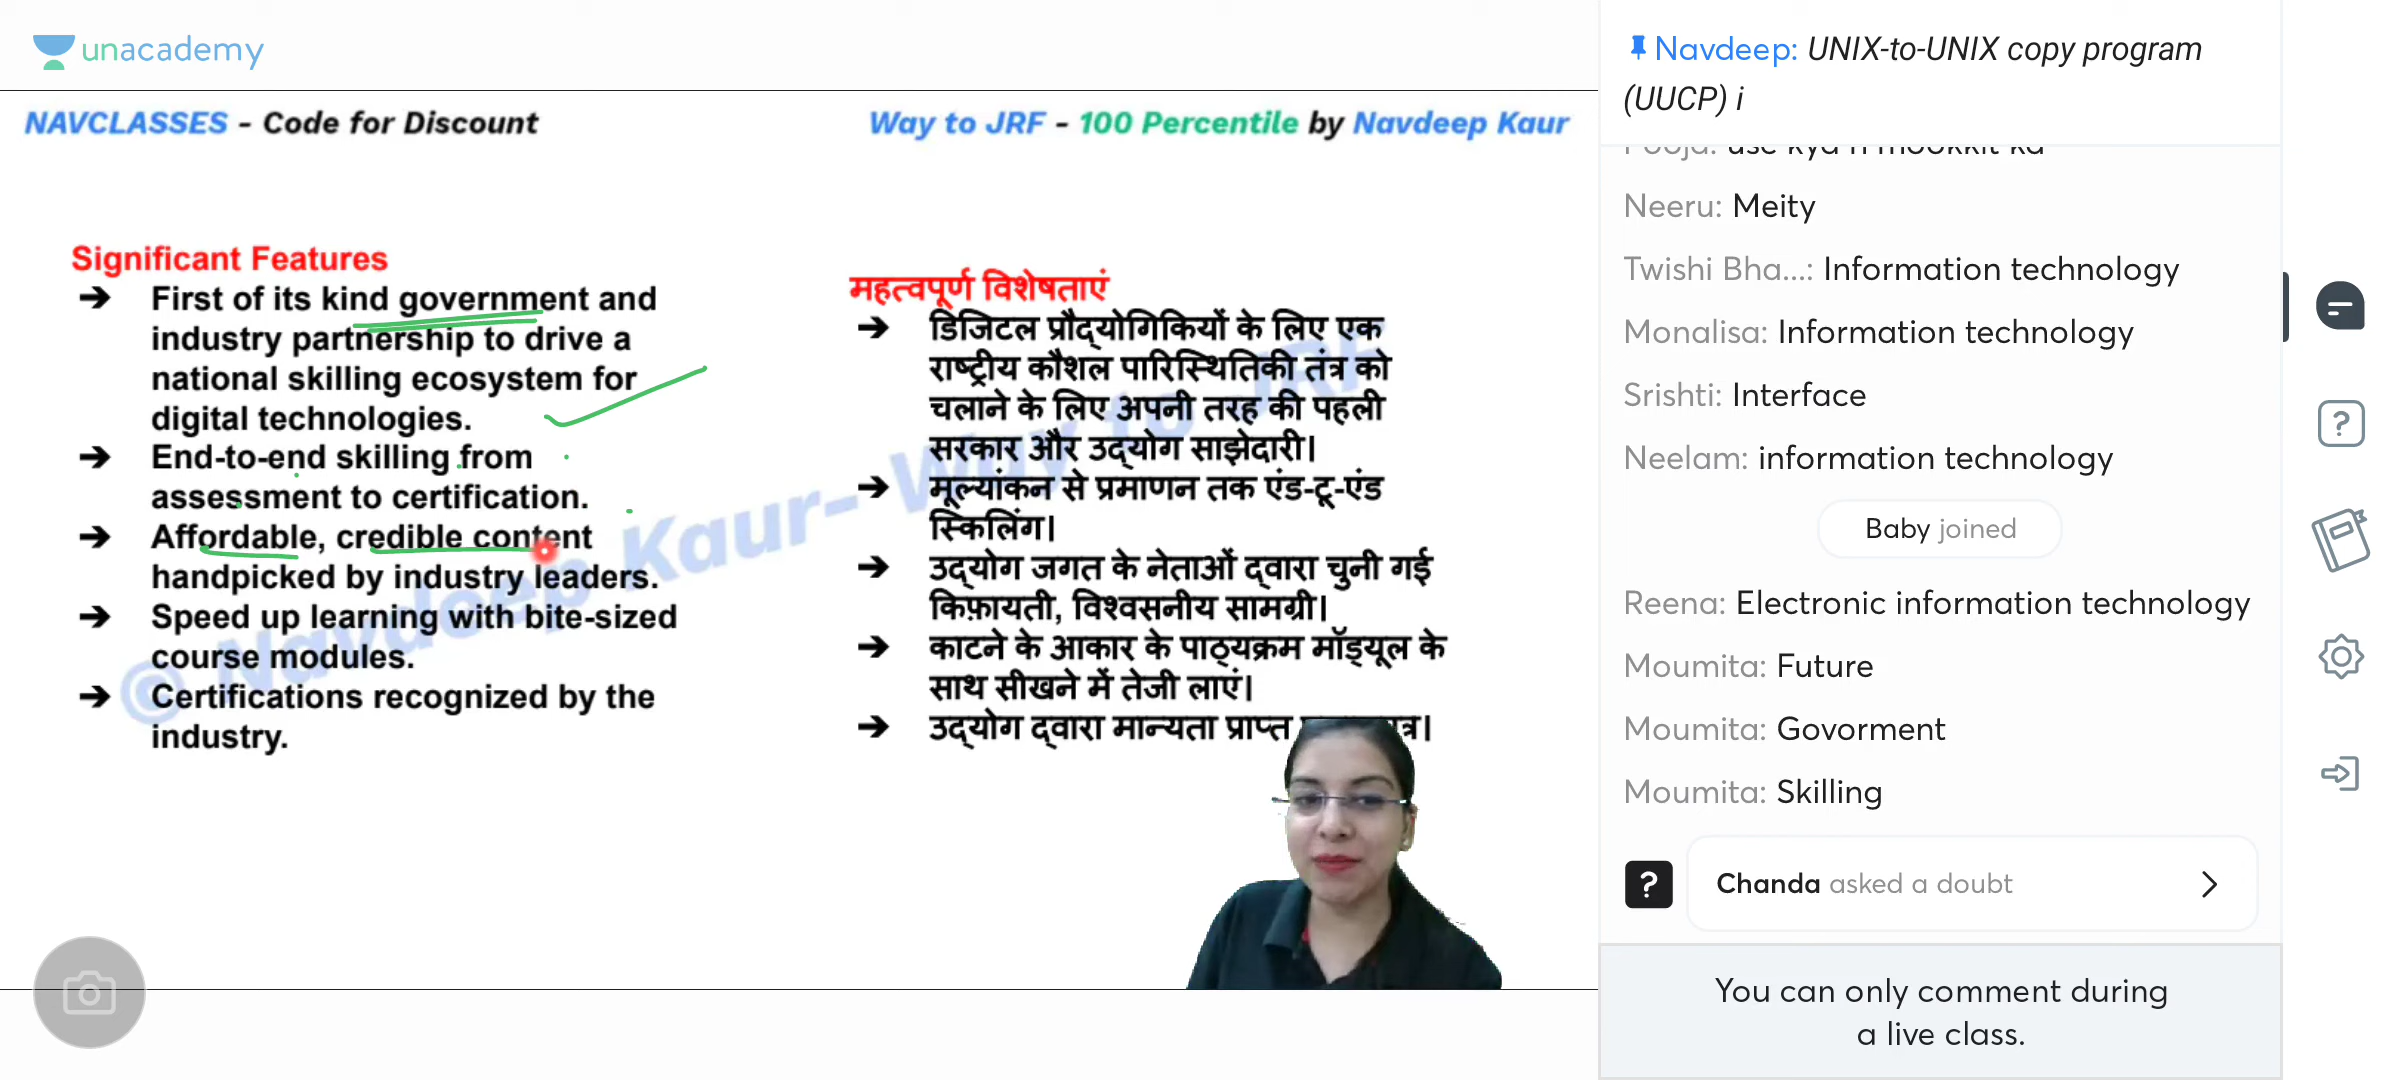 unacademy
NAVCLASSES - Code for Discount
Way to JRF - 100 Percentile by Navdeep Kaur
Significant Features
➔ First of its kind government and
industry partnership to drive a
national skilling ecosystem for
digital technologies.
➔ End-to-end skilling from
assessment to certification.
➔ Affordable, credible content
handpicked by industry leaders.
➔ Speed up learning with bite-sized
course modules.
➔ Certifications recognized by the
industry.
महत्वपूर्ण विशेषताएं
➔ डिजिटल प्रौद्योगिकियों के लिए एक
राष्ट्रीय कौशल पारिस्थितिकी तंत्र को
चलाने के लिए अपनी तरह की पहली
सरकार और उद्योग साझेदारी।
➔ मूल्यांकन से प्रमाणन तक एंड-टू-एंड
स्किलिंग।
➔ उद्योग जगत के नेताओं द्वारा चुनी गई
किफ़ायती, विश्वसनीय सामग्री।
➔ काटने के आकार के पाठ्यक्रम मॉड्यूल के
साथ सीखने में तेजी लाएं।
➔ उद्योग द्वारा मान्यता प्राप्त
© Navdeep Kaur- Way to JRF
Navdeep: UNIX-to-UNIX copy program
(UUCP) i
Neeru: Meity
Twishi Bha...: Information technology
Monalisa: Information technology
Srishti: Interface
Neelam: information technology
Baby joined
Reena: Electronic information technology
Moumita: Future
Moumita: Govorment
Moumita: Skilling
? Chanda asked a doubt
You can only comment during
a live class.